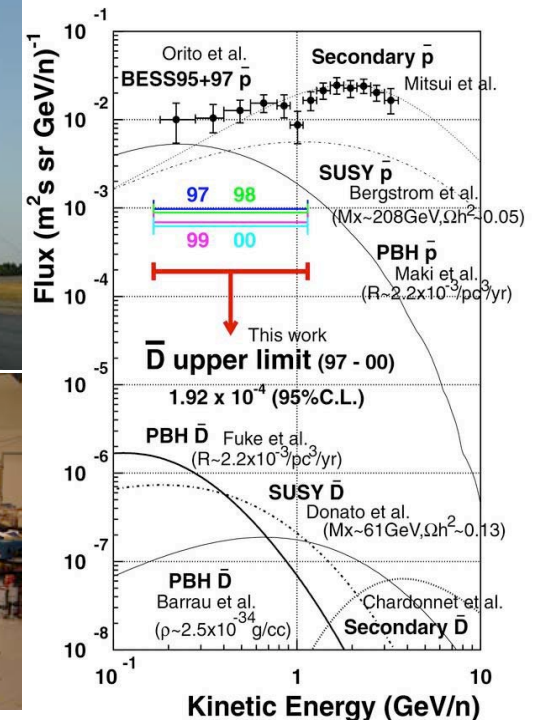 10^-1
10^-2
10^-3
10^-4
10^-5
10^-6
10^-7
10^-8
Flux (m²s sr GeV/n)^-1
Orito et al.
BESS95+97 p̄
Secondary p̄
Mitsui et al.
SUSY p̄
Bergstrom et al.
(Mx~208GeV,Ωh²~0.05)
97 98
99 00
PBH p̄
Maki et al.
(R~2.2x10^-3/pc³/yr)
This work
D̄ upper limit (97 - 00)
1.92 x 10^-4 (95%C.L.)
PBH D̄ Fuke et al.
(R~2.2x10^-3/pc³/yr)
SUSY D̄
Donato et al.
(Mx~61GeV,Ωh²~0.13)
PBH D̄
Barrau et al.
(ρ~2.5x10^-34 g/cc)
Chardonnet et al.
Secondary D̄
10^-1 1 10
Kinetic Energy (GeV/n)